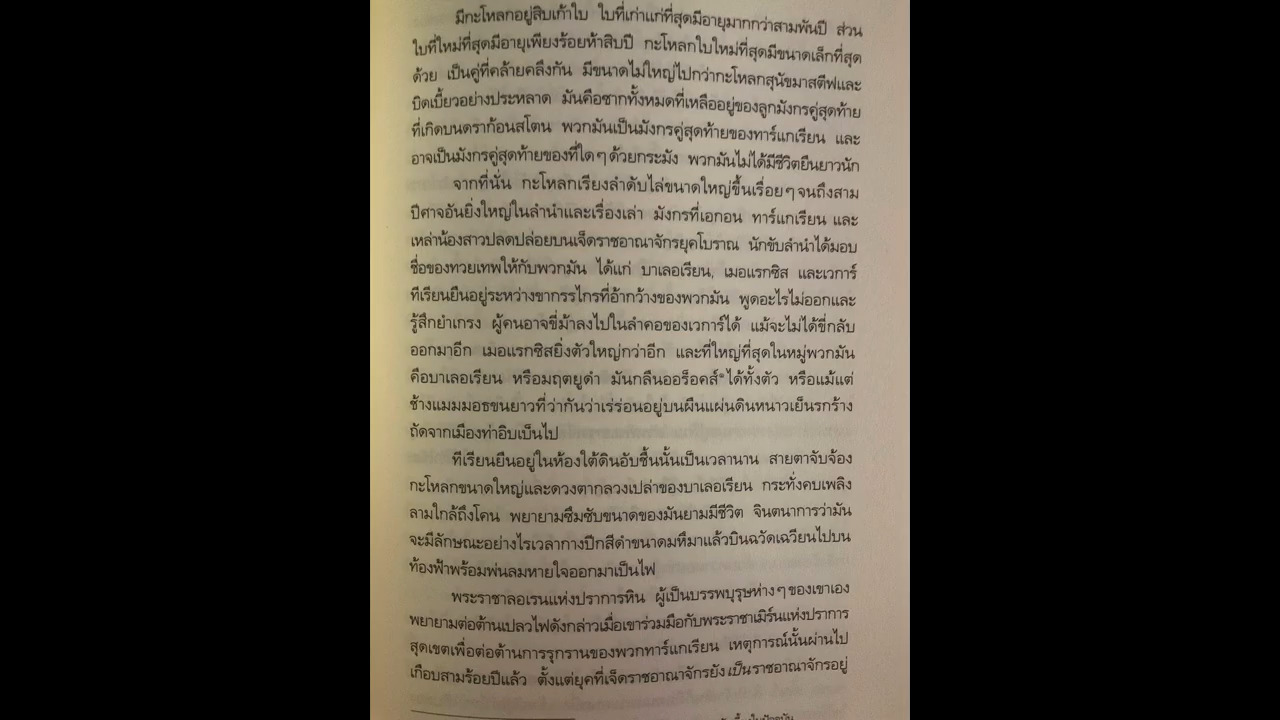 มีกะโหลกอยู่สิบเก้าใบ ใบที่เก่าแก่ที่สุดมีอายุมากกว่าสามพันปี ส่วน
ใบที่ใหม่ที่สุดมีอายุเพียงร้อยห้าสิบปี กะโหลกใบใหม่ที่สุดมีขนาดเล็กที่สุด
ด้วย เป็นคู่ที่คล้ายคลึงกัน มีขนาดไม่ใหญ่ไปกว่ากะโหลกสุนัขมาสตีฟและ
บิดเบี้ยวอย่างประหลาด มันคือซากทั้งหมดที่เหลืออยู่ของลูกมังกรคู่สุดท้าย
ที่เกิดบนดราก้อนสโตน พวกมันเป็นมังกรคู่สุดท้ายของทาร์แกเรียน และ
อาจเป็นมังกรคู่สุดท้ายของที่ใดๆ ด้วยกระมัง พวกมันไม่ได้มีชีวิตยืนยาวนัก
จากที่นั่น กะโหลกเรียงลำดับไล่ขนาดใหญ่ขึ้นเรื่อยๆ จนถึงสาม
ปีศาจอันยิ่งใหญ่ในลำนำและเรื่องเล่า มังกรที่เอกอน ทาร์แกเรียน และ
เหล่าน้องสาวปลดปล่อยบนเจ็ดราชอาณาจักรยุคโบราณ นักขับลำนำได้มอบ
ชื่อของทวยเทพให้กับพวกมัน ได้แก่ บาเลอเรียน, เมอแรกซิส และเวการ์
ทีเรียนยืนอยู่ระหว่างขากรรไกรที่อ้ากว้างของพวกมัน พูดอะไรไม่ออกและ
รู้สึกยำเกรง ผู้คนอาจขี่ม้าลงไปในลำคอของเวการ์ได้ แม้จะไม่ได้ขี่กลับ
ออกมาอีก เมอแรกซิสยิ่งตัวใหญ่กว่าอีก และที่ใหญ่ที่สุดในหมู่พวกมัน
คือบาเลอเรียน หรือมฤตยูดำ มันกลืนออร็อคส์*ได้ทั้งตัว หรือแม้แต่
ช้างแมมมอธขนยาวที่ว่ากันว่าเร่ร่อนอยู่บนผืนแผ่นดินหนาวเย็นรกร้าง
ถัดจากเมืองท่าอิบเบ็นไป
ทีเรียนยืนอยู่ในห้องใต้ดินอับชื้นนั้นเป็นเวลานาน สายตาจับจ้อง
กะโหลกขนาดใหญ่และดวงตากลวงเปล่าของบาเลอเรียน กระทั่งคบเพลิง
ลามใกล้ถึงโคน พยายามซึมซับขนาดของมันยามมีชีวิต จินตนาการว่ามัน
จะมีลักษณะอย่างไรเวลากางปีกสีดำขนาดมหึมาแล้วบินฉวัดเฉวียนไปบน
ท้องฟ้าพร้อมพ่นลมหายใจออกมาเป็นไฟ
พระราชาลอเรนแห่งปราการหิน ผู้เป็นบรรพบุรุษห่างๆ ของเขาเอง
พยายามต่อต้านเปลวไฟดังกล่าวเมื่อเขาร่วมมือกับพระราชาเมิร์นแห่งปราการ
สุดเขตเพื่อต่อต้านการรุกรานของพวกทาร์แกเรียน เหตุการณ์นั้นผ่านไป
เกือบสามร้อยปีแล้ว ตั้งแต่ยุคที่เจ็ดราชอาณาจักรยังเป็นราชอาณาจักรอยู่